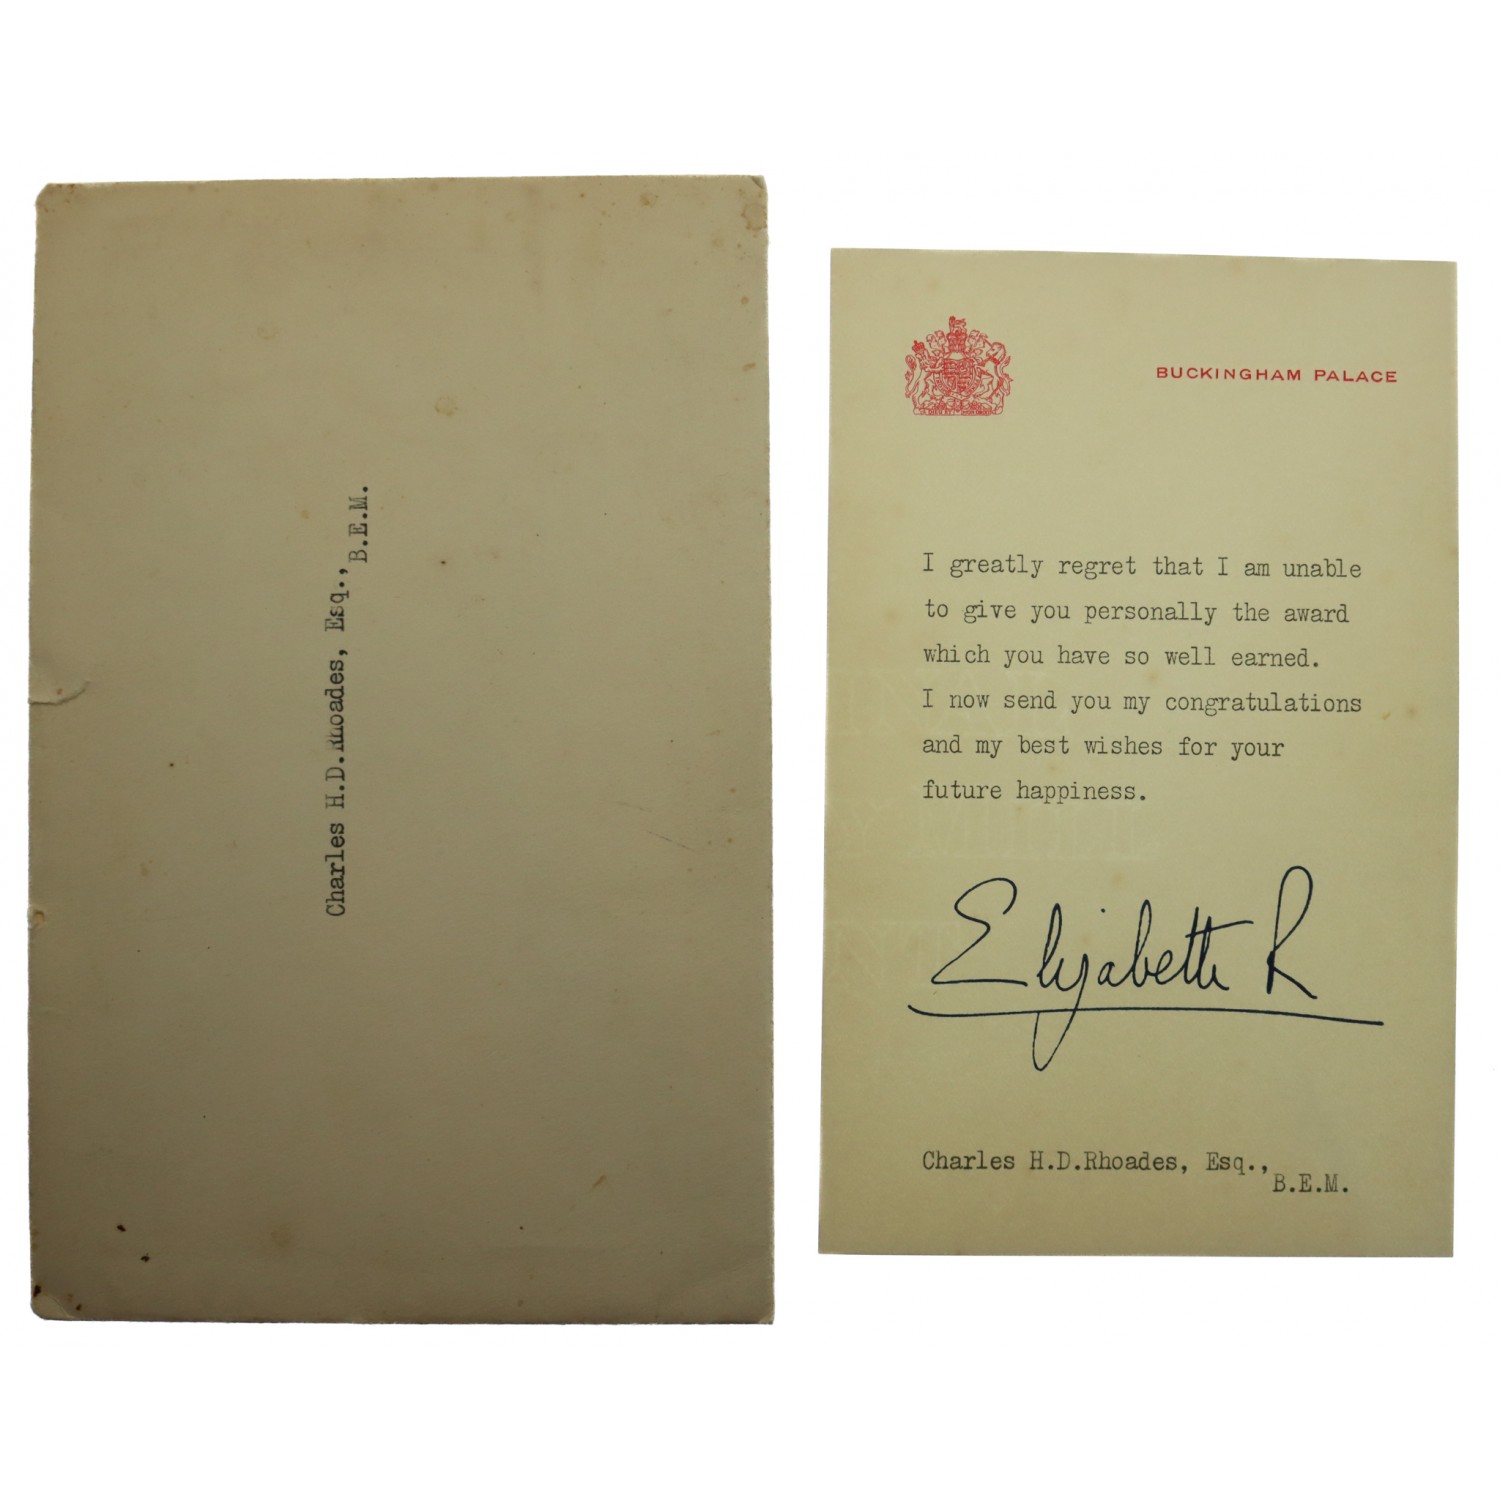 Charles H.D.Rhoades, Esq.,
B.E.M.
BUCKINGHAM PALACE
I greatly regret that I am unable
to give you personally the award
which you have so well earned.
I now send you my congratulations
and my best wishes for your
future happiness.
Elizabeth R
Charles H.D.Rhoades, Esq.,
B.E.M.